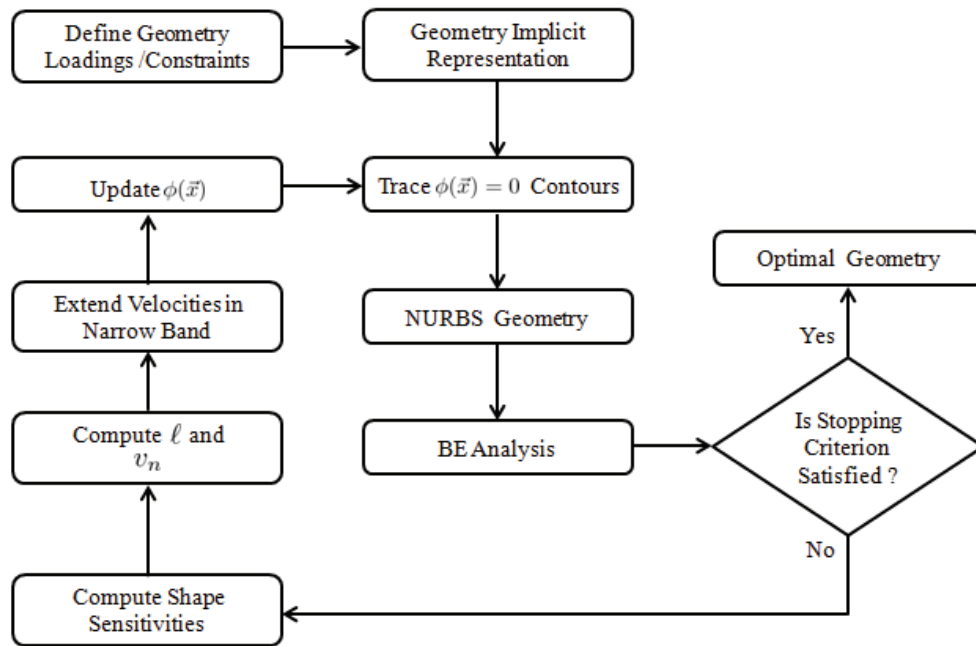 Define Geometry
Loadings /Constraints
Geometry Implicit
Representation
Update ϕ(x⃗)
Trace ϕ(x⃗) = 0 Contours
Optimal Geometry
Extend Velocities in
Narrow Band
NURBS Geometry
Yes
Compute ℓ and
vₙ
BE Analysis
Is Stopping
Criterion
Satisfied ?
No
Compute Shape
Sensitivities